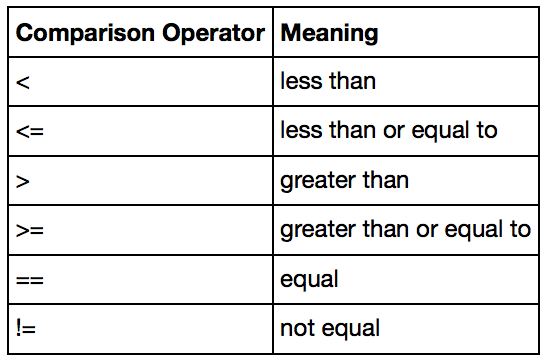 Comparison Operator Meaning
< less than
<= less than or equal to
> greater than
>= greater than or equal to
== equal
!= not equal